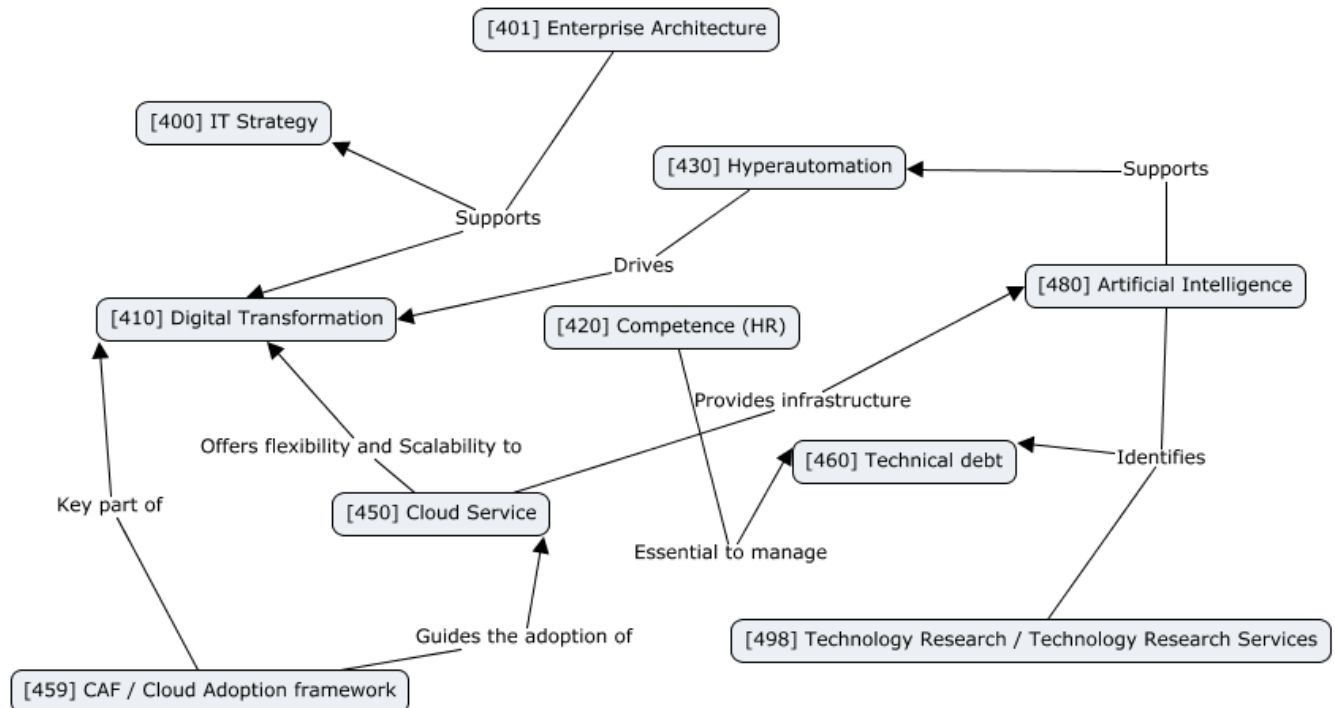 [401] Enterprise Architecture
[400] IT Strategy
[430] Hyperautomation
Supports
Supports
Drives
[480] Artificial Intelligence
[410] Digital Transformation
[420] Competence (HR)
Provides infrastructure
Offers flexibility and Scalability to
[460] Technical debt
Identifies
Key part of
[450] Cloud Service
Essential to manage
Guides the adoption of
[498] Technology Research / Technology Research Services
[459] CAF / Cloud Adoption framework